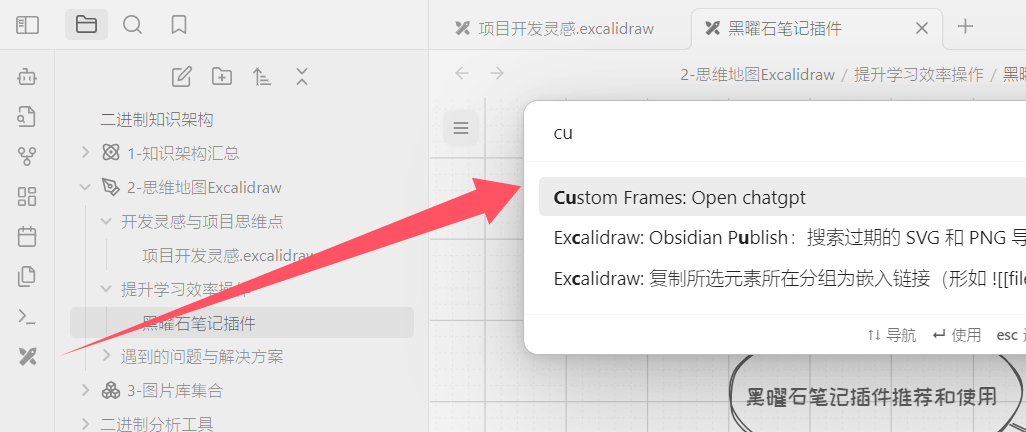 项目开发灵感.excalidraw
黑曜石笔记插件
2-思维地图Excalidraw / 提升学习效率操作 / 黑
二进制知识架构
1-知识架构汇总
2-思维地图Excalidraw
开发灵感与项目思维点
项目开发灵感.excalidraw
提升学习效率操
黑曜石笔记插件
遇到的问题与解决方案
3-图片库集合
二进制分析工具
cu
Custom Frames: Open chatgpt
Excalidraw: Obsidian Publish：搜索过期的 SVG 和 PNG 导
Excalidraw: 复制所选元素所在分组为嵌入链接（形如 ![[file
↑↓ 导航 ↵ 使用 esc
黑曜石笔记插件推荐和使用